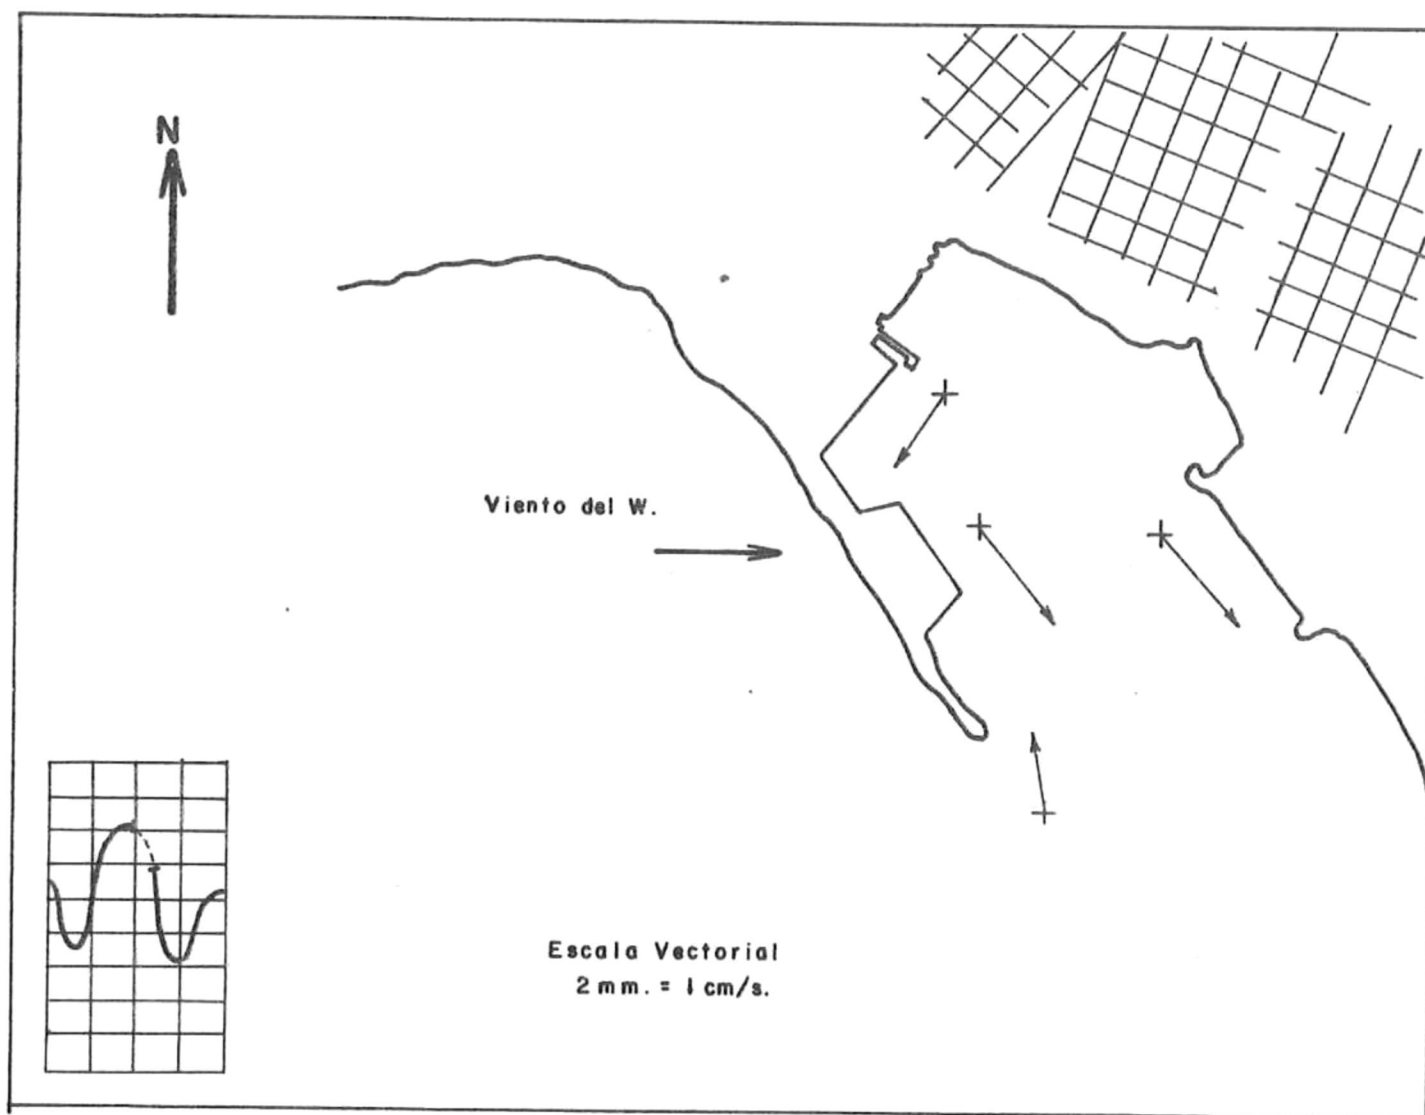 N
Viento del W.
Escala Vectorial
2 mm. = 1 cm/s.